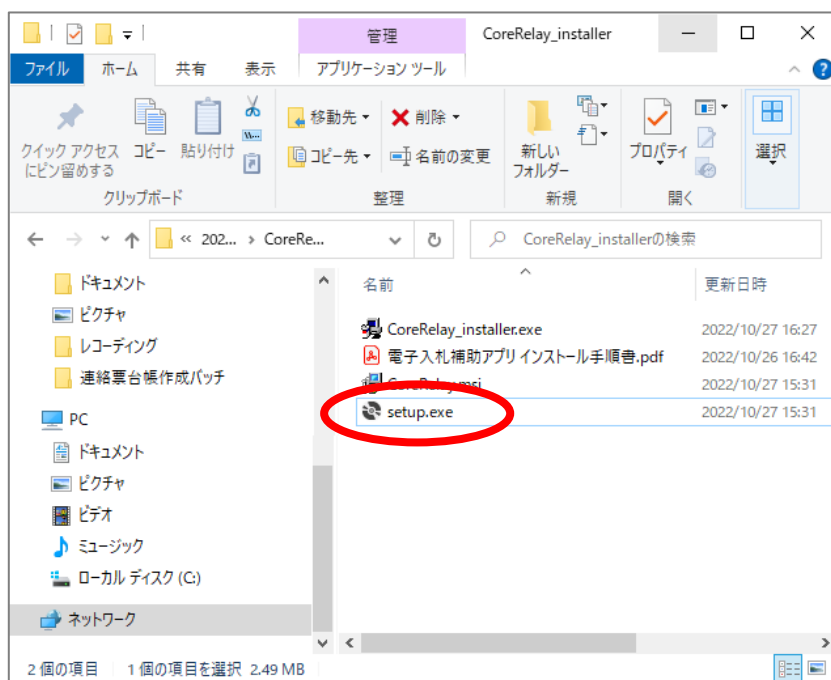 管理
CoreRelay_installer
ファイル
ホーム
共有
表示
アプリケーション ツール
クイック アクセス
にピン留めする
コピー
貼り付け
移動先
コピー先
削除
名前の変更
新しい
フォルダー
プロパティ
選択
クリップボード
整理
新規
開く
« 202... › CoreRe...
CoreRelay_installerの検索
名前
更新日時
ドキュメント
ピクチャ
レコーディング
連絡票台帳作成バッチ
PC
ドキュメント
ピクチャ
ビデオ
ミュージック
ローカル ディスク (C:)
ネットワーク
CoreRelay_installer.exe 2022/10/27 16:27
電子入札補助アプリ インストール手順書.pdf 2022/10/26 16:42
CoreRelay.msi 2022/10/27 15:31
setup.exe 2022/10/27 15:31
2 個の項目
1 個の項目を選択 2.49 MB